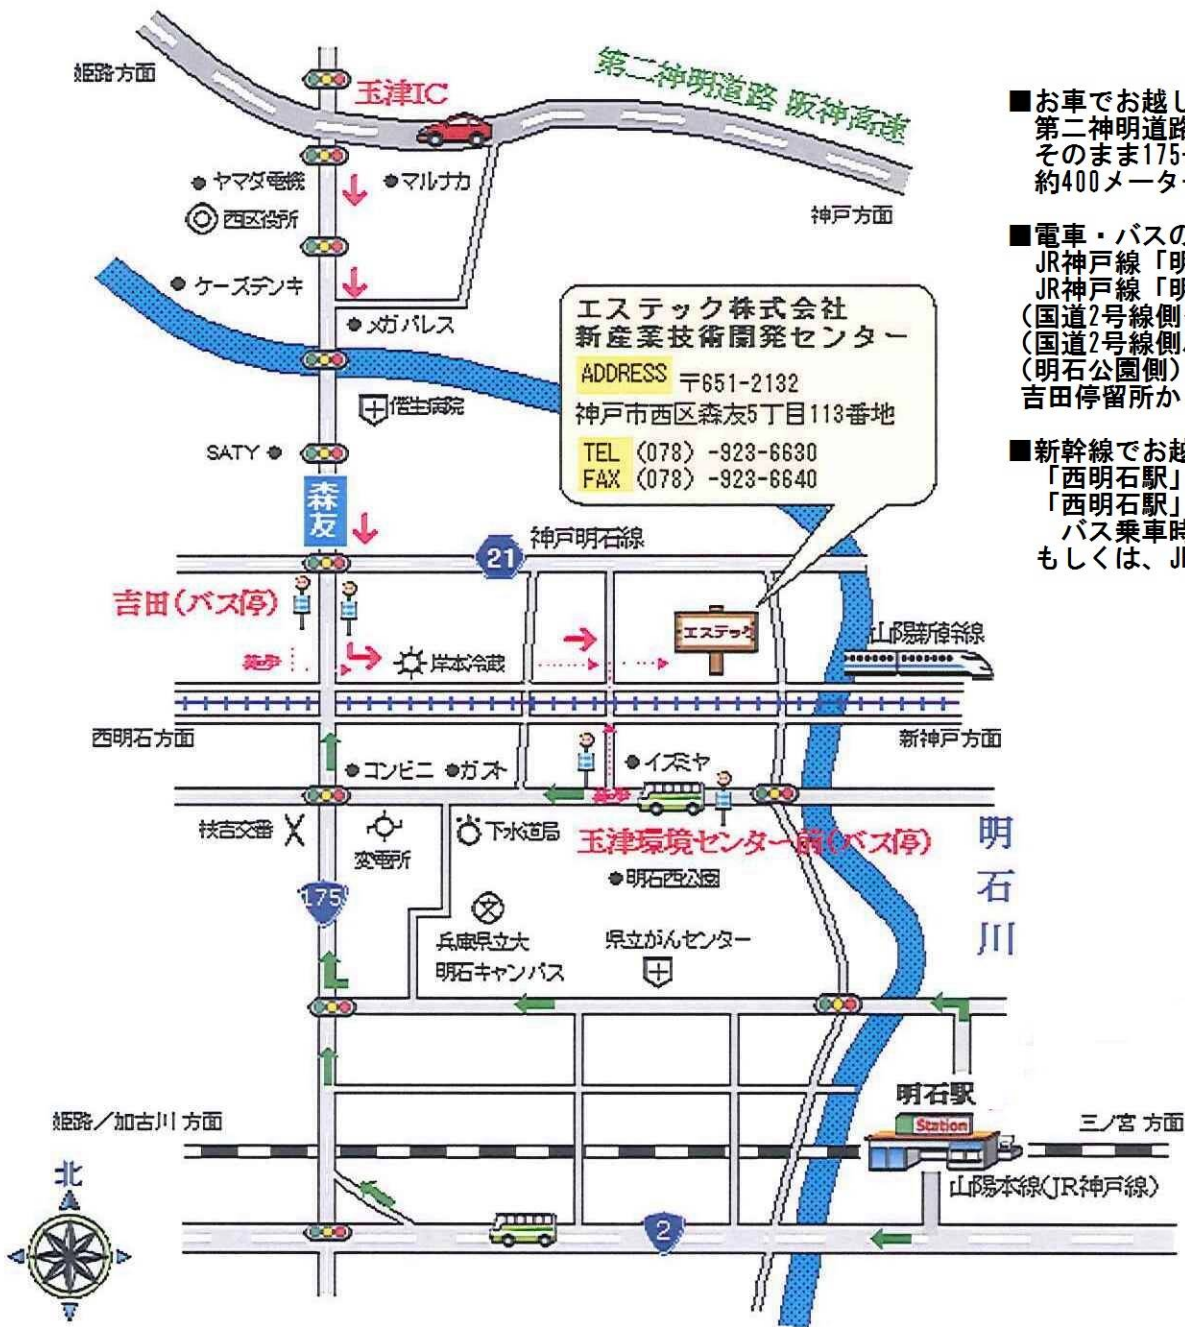 姫路方面
玉津IC
第二神明道路 阪神高速
ヤマダ電機
マルナカ
西区役所
神戸方面
ケーズデンキ
メガパレス
偕生病院
SATY
森友
エステック株式会社
新産業技術開発センター
ADDRESS 〒651-2132
神戸市西区森友5丁目113番地
TEL (078) -923-6630
FAX (078) -923-6640
■お車でお越し
第二神明道路
そのまま175
約400メーター
■電車・バスの
JR神戸線「明
JR神戸線「明
(国道2号線側
(国道2号線側
(明石公園側)
吉田停留所か
■新幹線でお越
「西明石駅」
「西明石駅」
バス乗車時
もしくは、J
21
神戸明石線
吉田(バス停)
徒歩
岸本冷蔵
エステック
山陽新幹線
西明石方面
新神戸方面
コンビニ
ガスト
イズミヤ
徒歩
枝吉交番
変電所
下水道局
玉津環境センター前(バス停)
明石西公園
明石川
175
兵庫県立大
明石キャンパス
県立がんセンター
明石駅
Station
姫路/加古川 方面
三ノ宮 方面
山陽本線(JR神戸線)
北
2